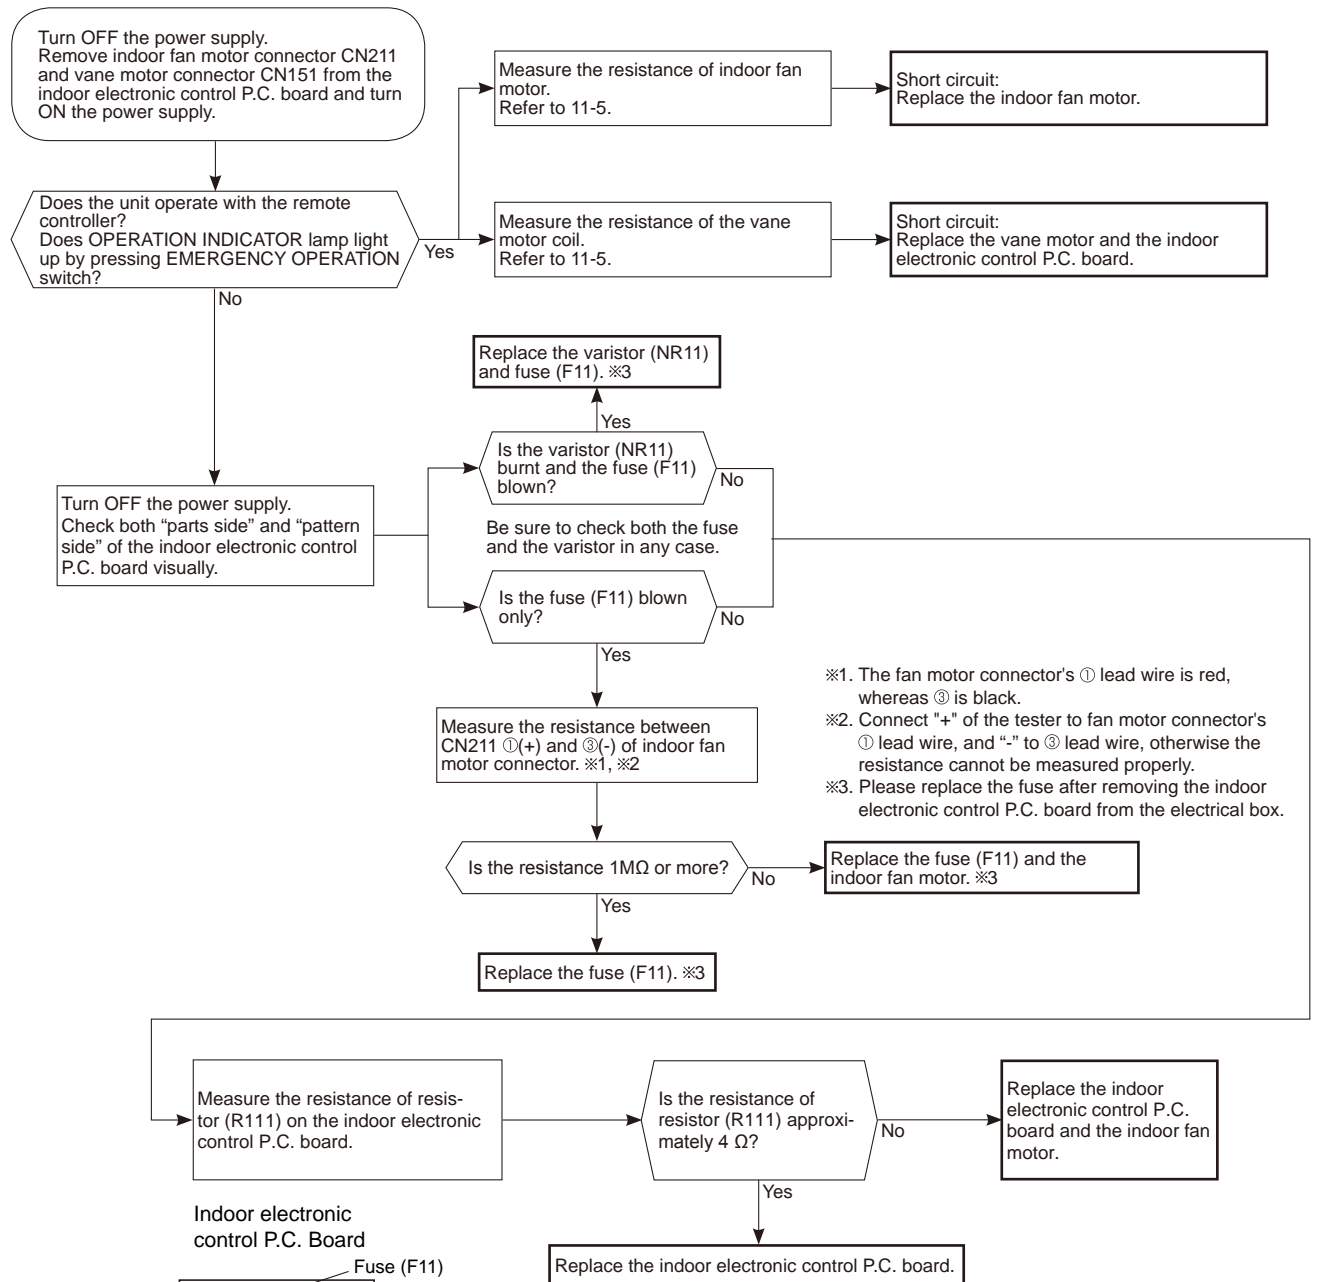 Turn OFF the power supply.
Remove indoor fan motor connector CN211
and vane motor connector CN151 from the
indoor electronic control P.C. board and turn
ON the power supply.
Measure the resistance of indoor fan
motor.
Refer to 11-5.
Short circuit:
Replace the indoor fan motor.
Does the unit operate with the remote
controller?
Does OPERATION INDICATOR lamp light
up by pressing EMERGENCY OPERATION
switch?
Yes
Measure the resistance of the vane
motor coil.
Refer to 11-5.
Short circuit:
Replace the vane motor and the indoor
electronic control P.C. board.
No
Replace the varistor (NR11)
and fuse (F11). ※3
Yes
Is the varistor (NR11)
burnt and the fuse (F11)
blown?
No
Turn OFF the power supply.
Check both “parts side” and “pattern
side” of the indoor electronic control
P.C. board visually.
Be sure to check both the fuse
and the varistor in any case.
Is the fuse (F11) blown
only?
No
Yes
※1. The fan motor connector's ① lead wire is red,
whereas ③ is black.
※2. Connect "+" of the tester to fan motor connector's
① lead wire, and “-” to ③ lead wire, otherwise the
resistance cannot be measured properly.
※3. Please replace the fuse after removing the indoor
electronic control P.C. board from the electrical box.
Measure the resistance between
CN211 ①(+) and ③(-) of indoor fan
motor connector. ※1, ※2
Is the resistance 1MΩ or more?
No
Replace the fuse (F11) and the
indoor fan motor. ※3
Yes
Replace the fuse (F11). ※3
Measure the resistance of resis-
tor (R111) on the indoor electronic
control P.C. board.
Is the resistance of
resistor (R111) approxi-
mately 4 Ω?
No
Replace the indoor
electronic control P.C.
board and the indoor fan
motor.
Yes
Replace the indoor electronic control P.C. board.
Indoor electronic
control P.C. Board
Fuse (F11)